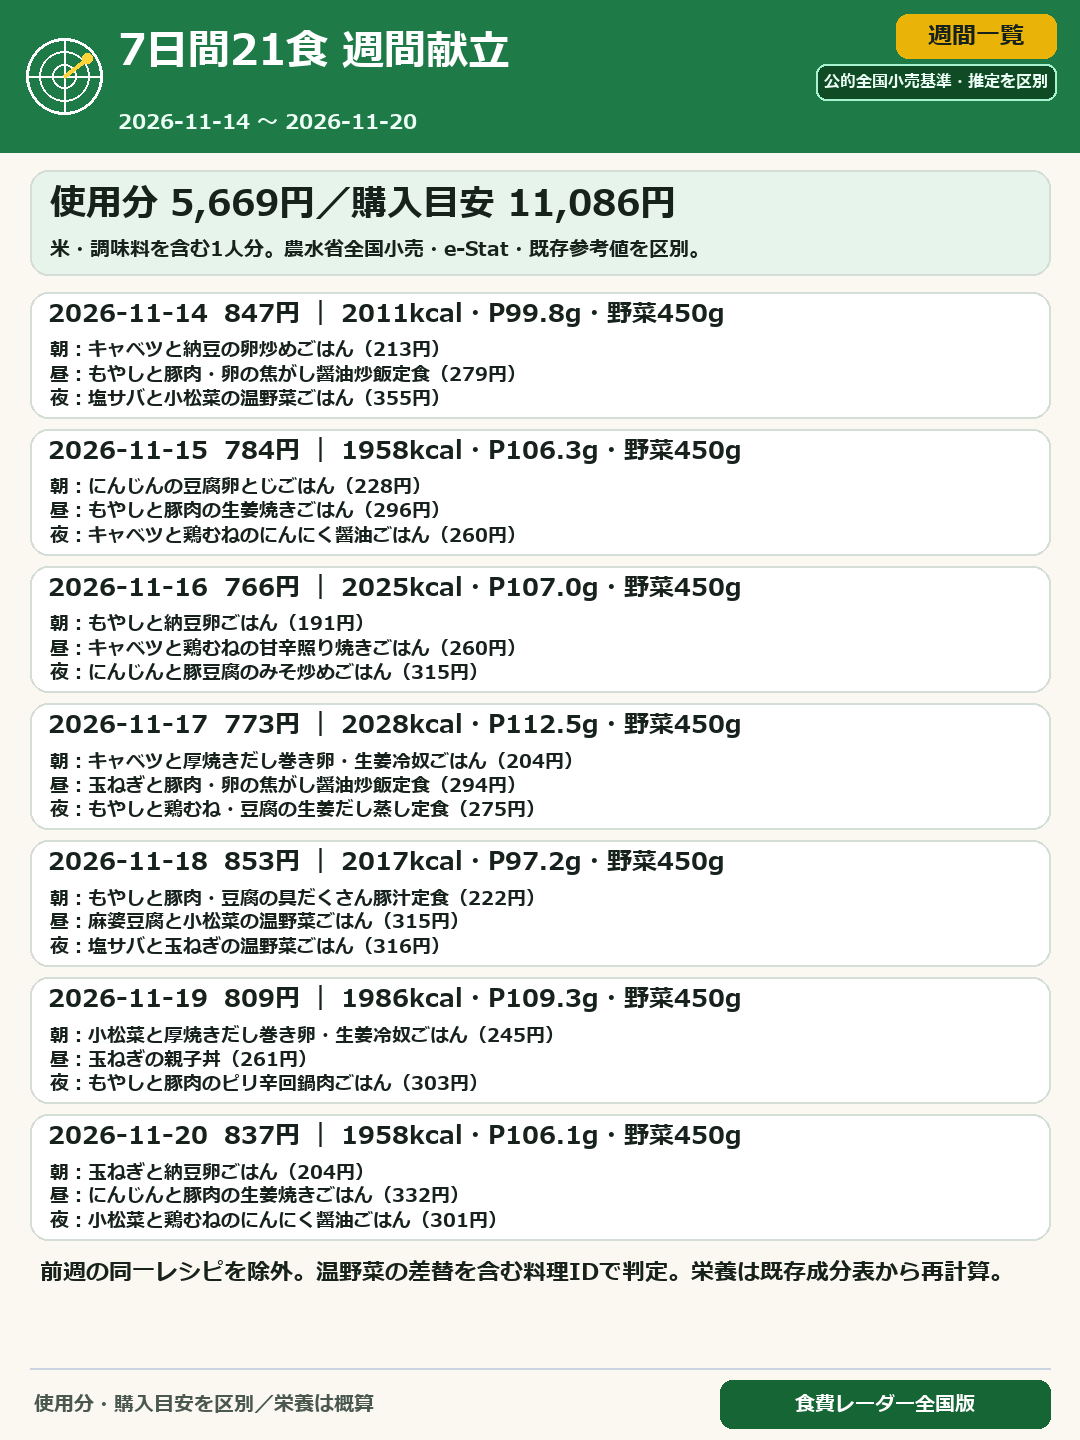 7日間21食 週間献立
週間一覧
公的全国小売基準・推定を区別
2026-11-14 〜 2026-11-20
使用分 5,669円／購入目安 11,086円
米・調味料を含む1人分。農水省全国小売・e-Stat・既存参考値を区別。
2026-11-14 847円｜2011kcal・P99.8g・野菜450g
朝：キャベツと納豆の卵炒めごはん（213円）
昼：もやしと豚肉・卵の焦がし醤油炒飯定食（279円）
夜：塩サバと小松菜の温野菜ごはん（355円）
2026-11-15 784円｜1958kcal・P106.3g・野菜450g
朝：にんじんの豆腐卵とじごはん（228円）
昼：もやしと豚肉の生姜焼きごはん（296円）
夜：キャベツと鶏むねのにんにく醤油ごはん（260円）
2026-11-16 766円｜2025kcal・P107.0g・野菜450g
朝：もやしと納豆卵ごはん（191円）
昼：キャベツと鶏むねの甘辛照り焼きごはん（260円）
夜：にんじんと豚豆腐のみそ炒めごはん（315円）
2026-11-17 773円｜2028kcal・P112.5g・野菜450g
朝：キャベツと厚焼きだし巻き卵・生姜冷奴ごはん（204円）
昼：玉ねぎと豚肉・卵の焦がし醤油炒飯定食（294円）
夜：もやしと鶏むね・豆腐の生姜だし蒸し定食（275円）
2026-11-18 853円｜2017kcal・P97.2g・野菜450g
朝：もやしと豚肉・豆腐の具だくさん豚汁定食（222円）
昼：麻婆豆腐と小松菜の温野菜ごはん（315円）
夜：塩サバと玉ねぎの温野菜ごはん（316円）
2026-11-19 809円｜1986kcal・P109.3g・野菜450g
朝：小松菜と厚焼きだし巻き卵・生姜冷奴ごはん（245円）
昼：玉ねぎの親子丼（261円）
夜：もやしと豚肉のピリ辛回鍋肉ごはん（303円）
2026-11-20 837円｜1958kcal・P106.1g・野菜450g
朝：玉ねぎと納豆卵ごはん（204円）
昼：にんじんと豚肉の生姜焼きごはん（332円）
夜：小松菜と鶏むねのにんにく醤油ごはん（301円）
前週の同一レシピを除外。温野菜の差替を含む料理IDで判定。栄養は既存成分表から再計算。
使用分・購入目安を区別／栄養は概算
食費レーダー全国版